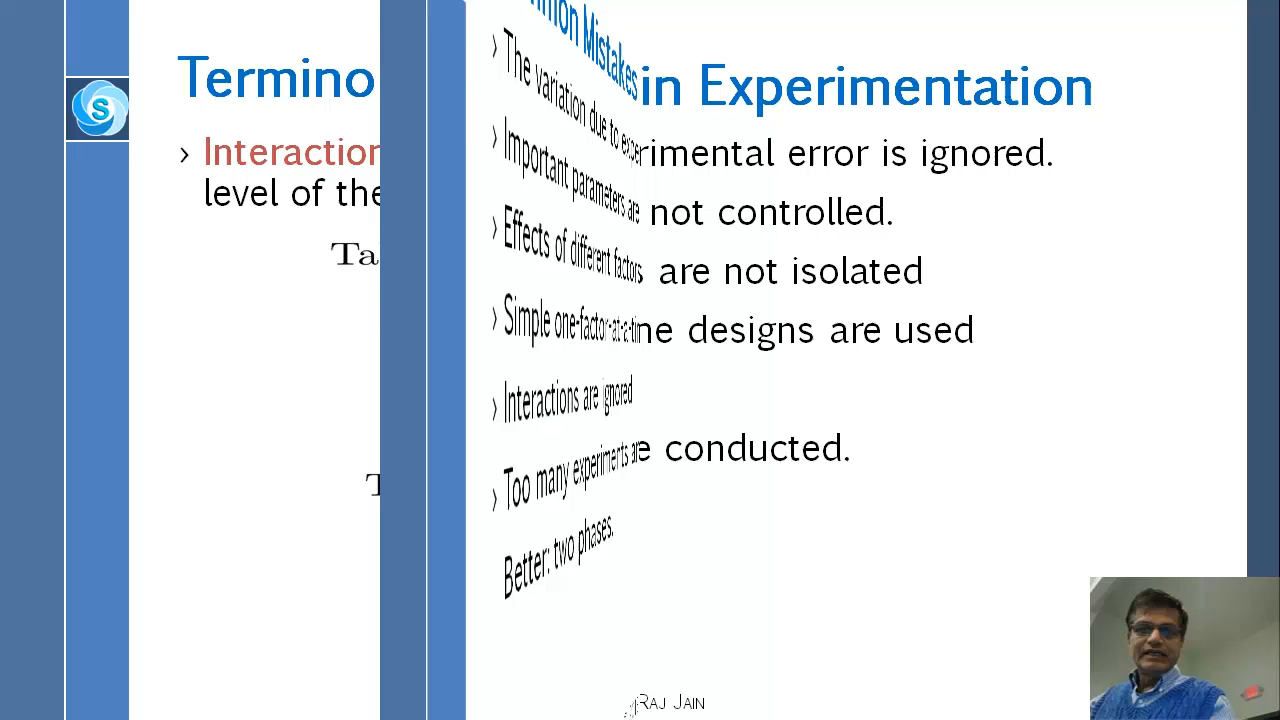 Termino
› Interaction
level of the
Ta
T
mmon Mistakes in Experimentation
› The variation due to experimental error is ignored.
› Important parameters are not controlled.
› Effects of different factors are not isolated
› Simple one-factor-at-a-time designs are used
› Interactions are ignored
› Too many experiments are conducted.
Better: two phases.
RAJ JAIN
S